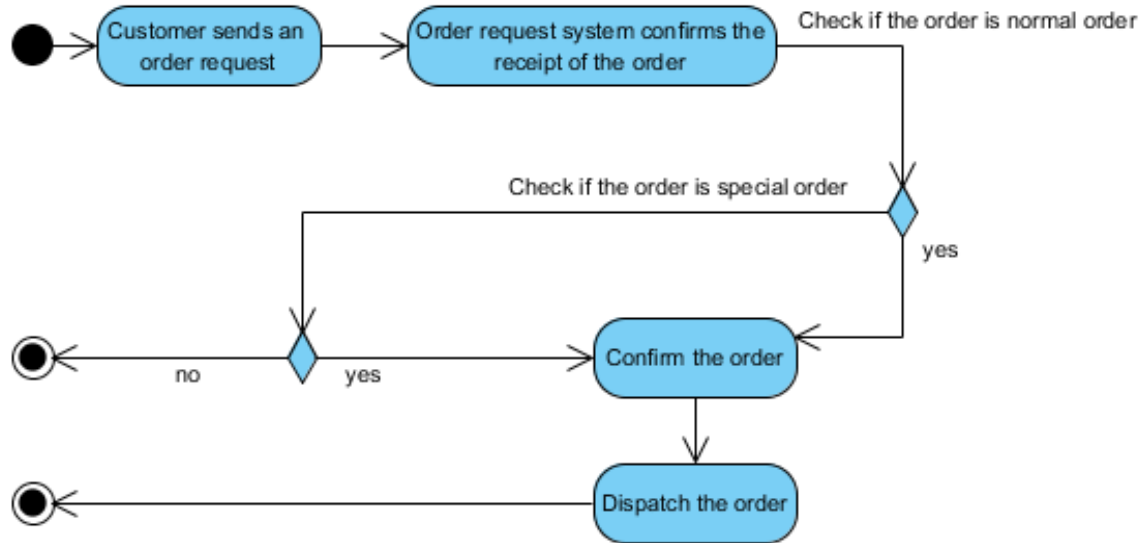 Customer sends an
order request
Order request system confirms the
receipt of the order
Check if the order is normal order
Check if the order is special order
yes
no
yes
Confirm the order
Dispatch the order